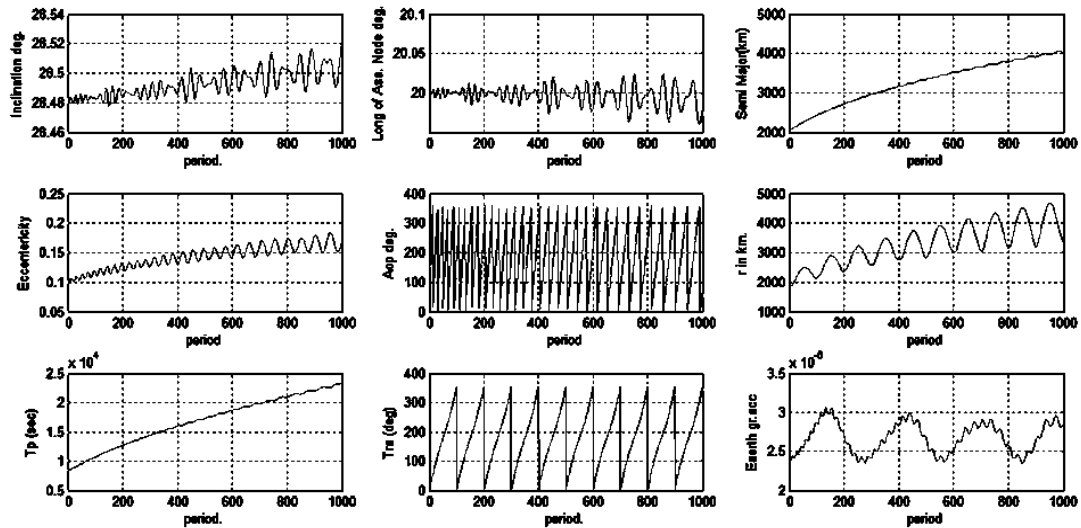 28.54
28.52
28.5
28.48
28.46
Inclination deg.
0 200 400 600 800 1000
period.
20.1
20.05
20
Long of Ass. Node deg.
0 200 400 600 800 1000
period.
5000
4000
3000
2000
Semi Major(km)
0 200 400 600 800 1000
period
0.25
0.2
0.15
0.1
0.05
Eccentericity
0 200 400 600 800 1000
period
400
300
200
100
0
Aop deg.
0 200 400 600 800 1000
period
5000
4000
3000
2000
1000
r in km.
0 200 400 600 800 1000
period
x 10^4
2.5
2
1.5
1
0.5
Tp (sec)
0 200 400 600 800 1000
period.
400
300
200
100
0
Tra (deg)
0 200 400 600 800 1000
period.
x 10^-6
3.5
3
2.5
2
Eaerth gr.acc
0 200 400 600 800 1000
period